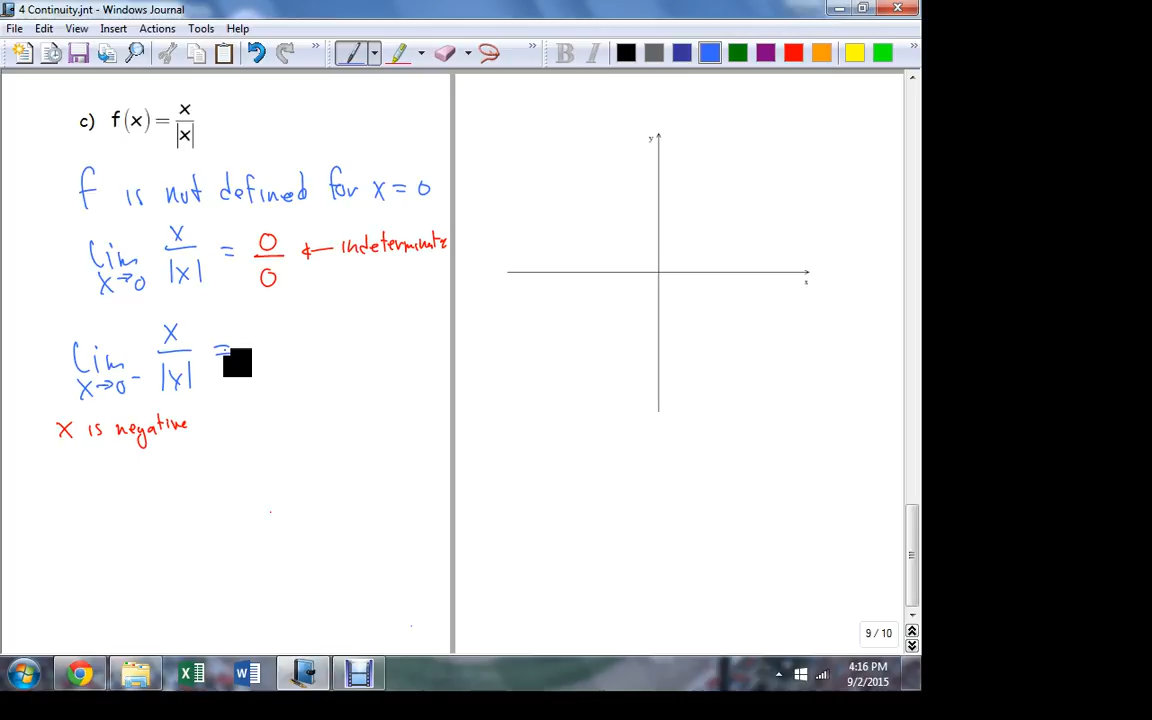 4 Continuity.jnt - Windows Journal
File Edit View Insert Actions Tools Help
c) f(x) = x/|x|
f is not defined for x = 0
lim x→0 x/|x| = 0/0 ← indeterminate
lim x→0⁻ x/|x| =
x is negative
y
x
9 / 10
4:16 PM
9/2/2015